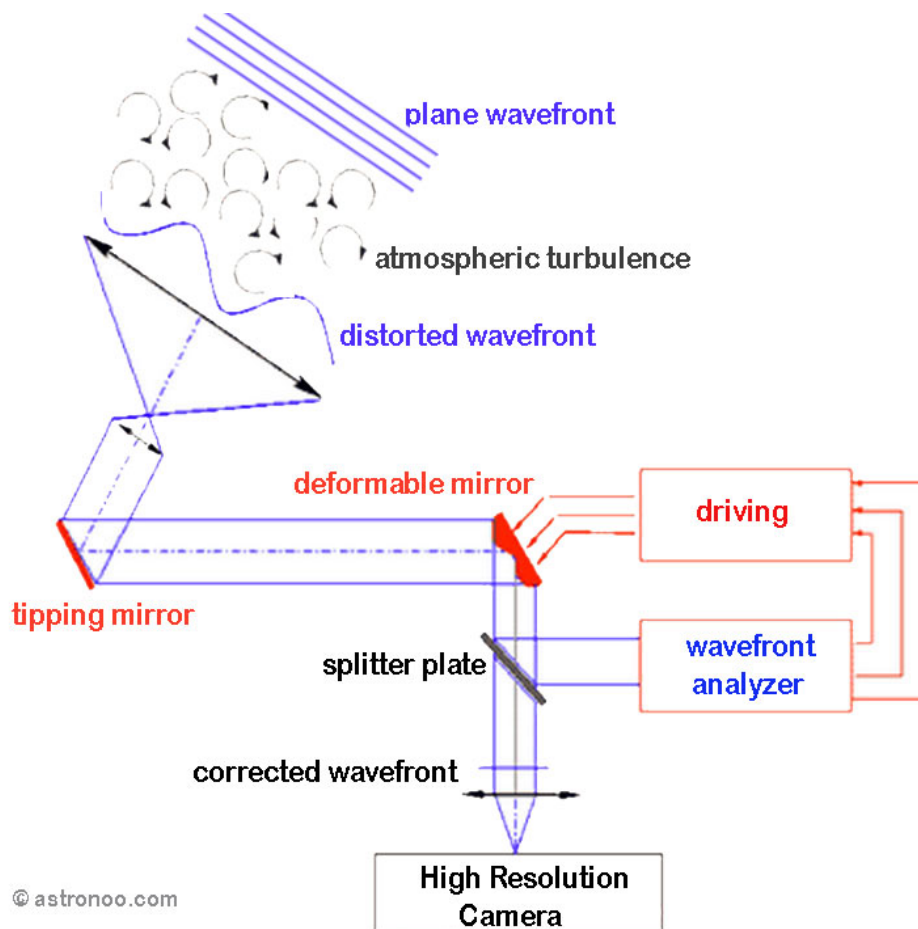 plane wavefront
atmospheric turbulence
distorted wavefront
deformable mirror
driving
tipping mirror
splitter plate
wavefront
analyzer
corrected wavefront
High Resolution
Camera
© astronoo.com